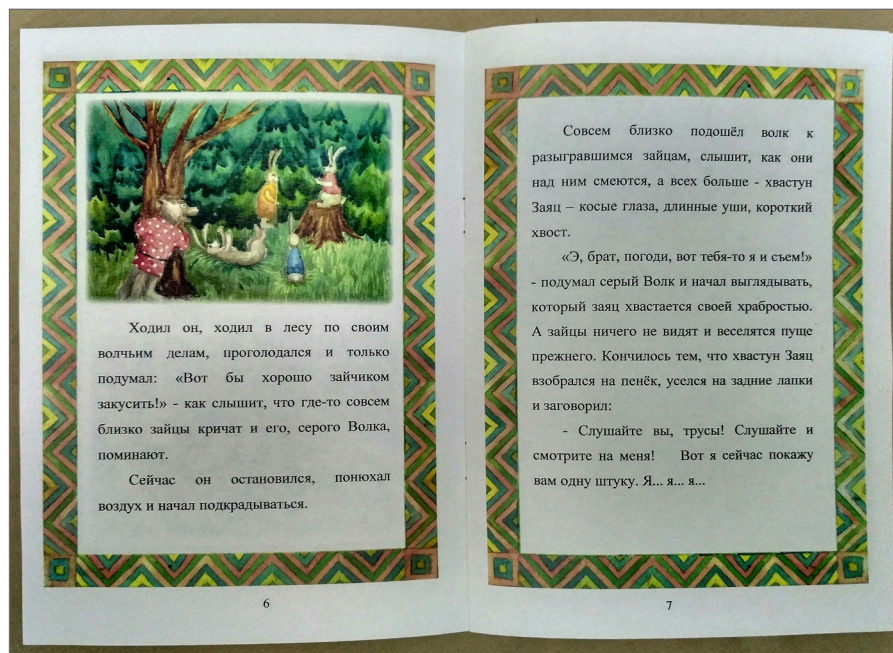 Ходил он, ходил в лесу по своим
волчьим делам, проголодался и только
подумал: «Вот бы хорошо зайчиком
закусить!» - как слышит, что где-то совсем
близко зайцы кричат и его, серого Волка,
поминают.
Сейчас он остановился, понюхал
воздух и начал подкрадываться.
6
Совсем близко подошёл волк к
разыгравшимся зайцам, слышит, как они
над ним смеются, а всех больше - хвастун
Заяц – косые глаза, длинные уши, короткий
хвост.
«Э, брат, погоди, вот тебя-то я и съем!»
- подумал серый Волк и начал выглядывать,
который заяц хвастается своей храбростью.
А зайцы ничего не видят и веселятся пуще
прежнего. Кончилось тем, что хвастун Заяц
взобрался на пенёк, уселся на задние лапки
и заговорил:
- Слушайте вы, трусы! Слушайте и
смотрите на меня! Вот я сейчас покажу
вам одну штуку. Я... я... я...
7